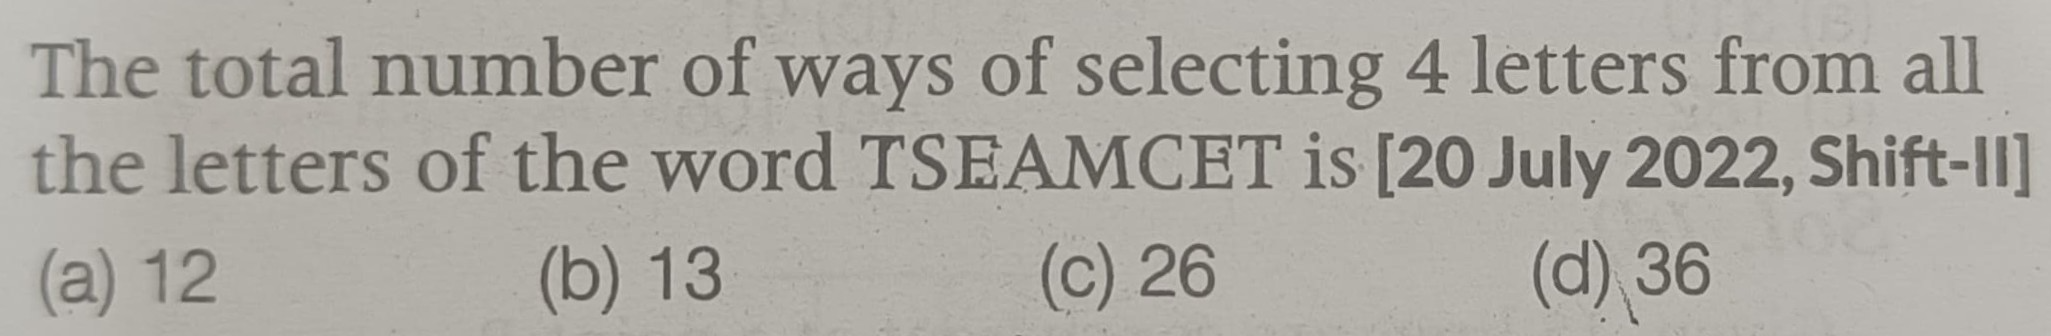 The total number of ways of selecting 4 letters from all
the letters of the word TSEAMCET is [20 July 2022, Shift-II]
(a) 12 (b) 13 (c) 26 (d) 36